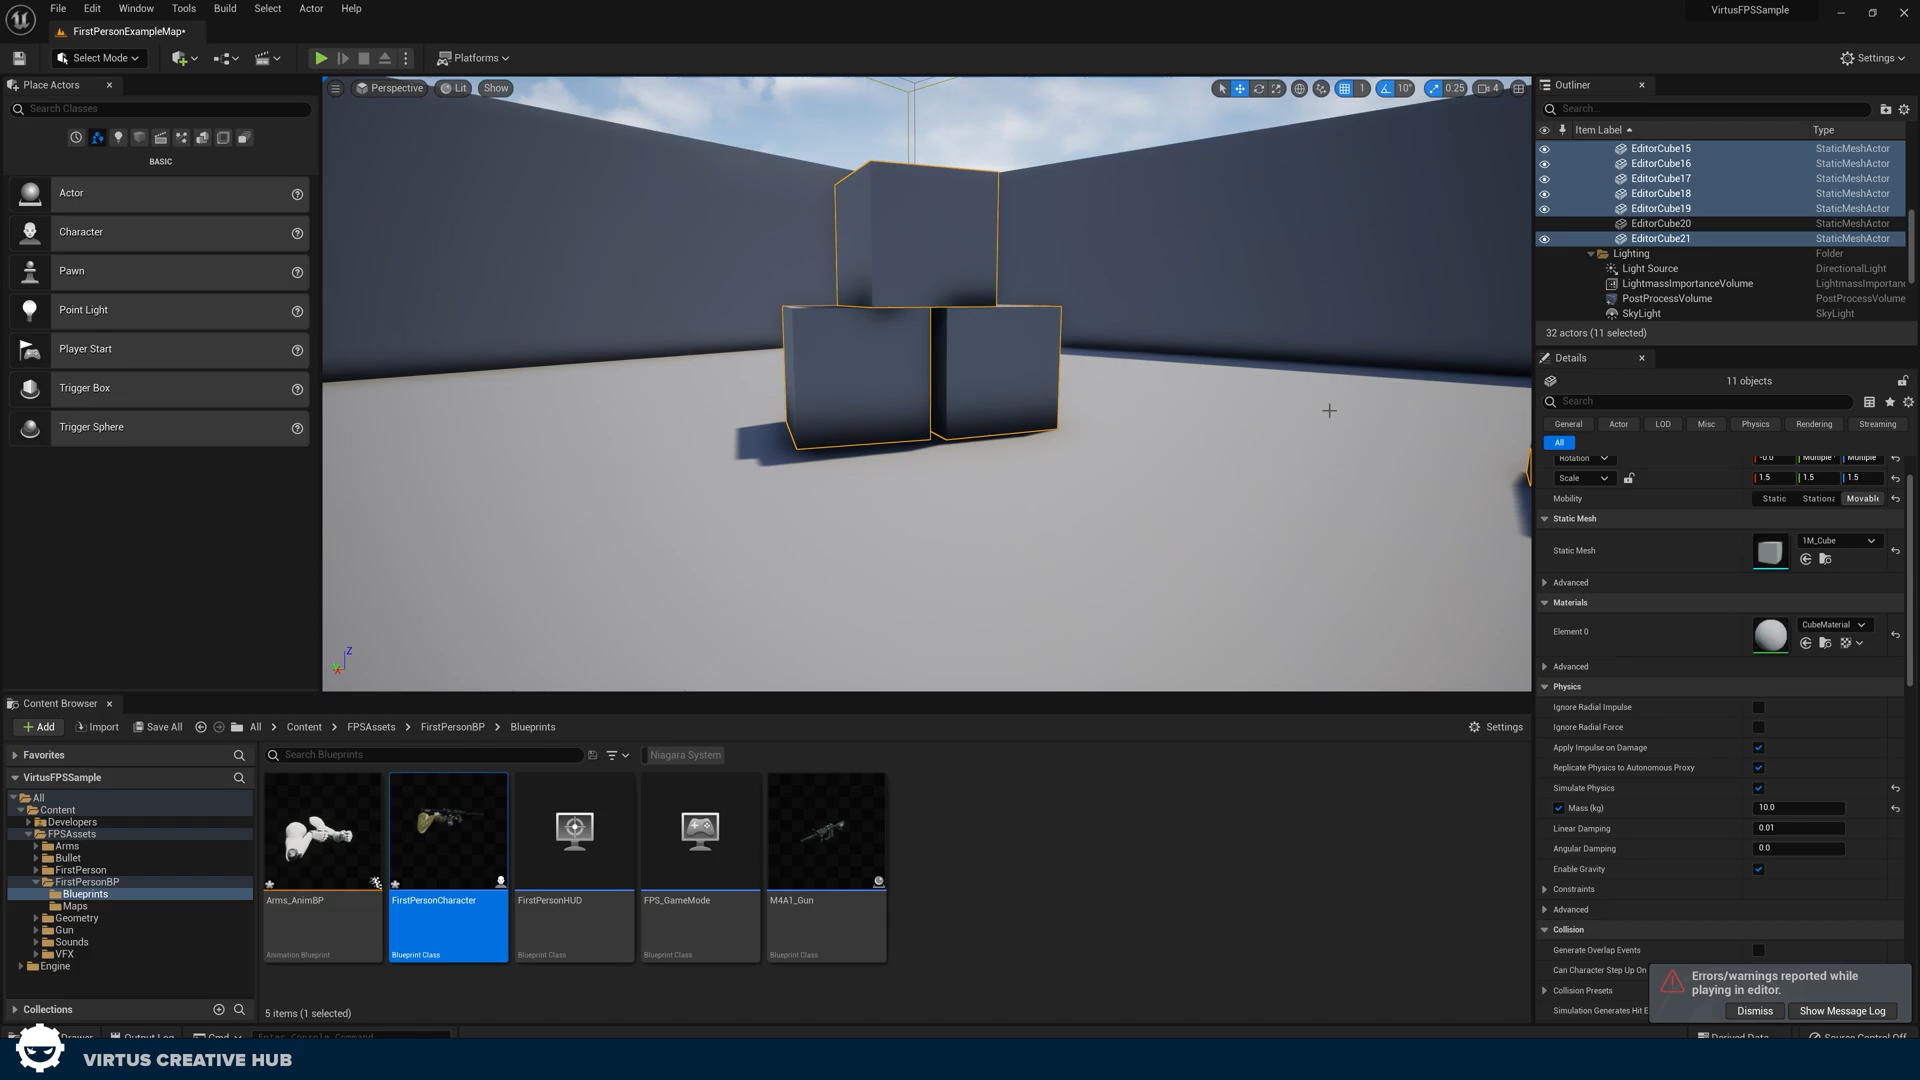 File Edit Window Tools Build Select Actor Help
VirtusFPSSample
FirstPersonExampleMap*
Select Mode
Platforms
Settings
Place Actors
Search Classes
BASIC
Actor
Character
Pawn
Point Light
Player Start
Trigger Box
Trigger Sphere
Perspective Lit Show
1 10° 0.25 4
Z
Outliner
Search...
Item Label Type
EditorCube15 StaticMeshActor
EditorCube16 StaticMeshActor
EditorCube17 StaticMeshActor
EditorCube18 StaticMeshActor
EditorCube19 StaticMeshActor
EditorCube20 StaticMeshActor
EditorCube21 StaticMeshActor
Lighting Folder
Light Source DirectionalLight
LightmassImportanceVolume LightmassImportanc
PostProcessVolume PostProcessVolume
SkyLight SkyLight
32 actors (11 selected)
Details
11 objects
Search
General Actor LOD Misc Physics Rendering Streaming
All
Rotation -0.0 Multiple Multiple
Scale 1.5 1.5 1.5
Mobility Static Stationa Movable
Static Mesh
Static Mesh 1M_Cube
Advanced
Materials
Element 0 CubeMaterial
Advanced
Physics
Ignore Radial Impulse
Ignore Radial Force
Apply Impulse on Damage
Replicate Physics to Autonomous Proxy
Simulate Physics
Mass (kg) 10.0
Linear Damping 0.01
Angular Damping 0.0
Enable Gravity
Constraints
Advanced
Collision
Generate Overlap Events
Can Character Step Up On
Collision Presets
Simulation Generates Hit E
Errors/warnings reported while
playing in editor.
Dismiss Show Message Log
Content Browser
Add Import Save All All Content FPSAssets FirstPersonBP Blueprints
Settings
Favorites
VirtusFPSSample
All
Content
Developers
FPSAssets
Arms
Bullet
FirstPerson
FirstPersonBP
Blueprints
Maps
Geometry
Gun
Sounds
VFX
Engine
Collections
Search Blueprints
Niagara System
Arms_AnimBP
Animation Blueprint
FirstPersonCharacter
Blueprint Class
FirstPersonHUD
Blueprint Class
FPS_GameMode
Blueprint Class
M4A1_Gun
Blueprint Class
5 items (1 selected)
Drawer Output Log Cmd Enter Console Command
Derived Data Source Control Off
VIRTUS CREATIVE HUB